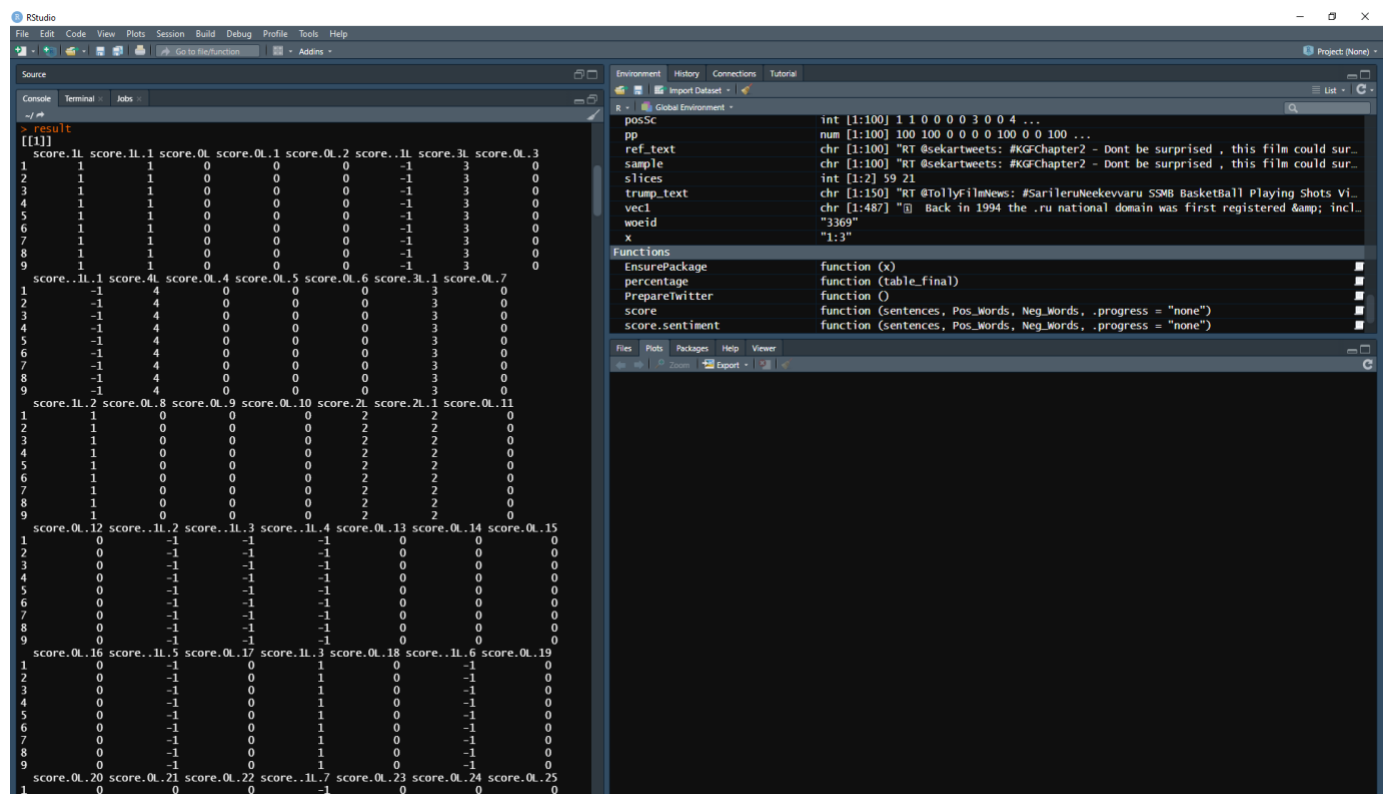 RStudio
File Edit Code View Plots Session Build Debug Profile Tools Help
Go to file/function Addins
Project: (None)
Source
Console Terminal Jobs
~/
> result
[[1]]
score.1L score.1L.1 score.0L score.0L.1 score.0L.2 score..1L score.3L score.0L.3
1 1 1 0 0 0 -1 3 0
2 1 1 0 0 0 -1 3 0
3 1 1 0 0 0 -1 3 0
4 1 1 0 0 0 -1 3 0
5 1 1 0 0 0 -1 3 0
6 1 1 0 0 0 -1 3 0
7 1 1 0 0 0 -1 3 0
8 1 1 0 0 0 -1 3 0
9 1 1 0 0 0 -1 3 0
score..1L.1 score.4L score.0L.4 score.0L.5 score.0L.6 score.3L.1 score.0L.7
1 -1 4 0 0 0 3 0
2 -1 4 0 0 0 3 0
3 -1 4 0 0 0 3 0
4 -1 4 0 0 0 3 0
5 -1 4 0 0 0 3 0
6 -1 4 0 0 0 3 0
7 -1 4 0 0 0 3 0
8 -1 4 0 0 0 3 0
9 -1 4 0 0 0 3 0
score.1L.2 score.0L.8 score.0L.9 score.0L.10 score.2L score.2L.1 score.0L.11
1 1 0 0 0 2 2 0
2 1 0 0 0 2 2 0
3 1 0 0 0 2 2 0
4 1 0 0 0 2 2 0
5 1 0 0 0 2 2 0
6 1 0 0 0 2 2 0
7 1 0 0 0 2 2 0
8 1 0 0 0 2 2 0
9 1 0 0 0 2 2 0
score.0L.12 score..1L.2 score..1L.3 score..1L.4 score.0L.13 score.0L.14 score.0L.15
1 0 -1 -1 -1 0 0 0
2 0 -1 -1 -1 0 0 0
3 0 -1 -1 -1 0 0 0
4 0 -1 -1 -1 0 0 0
5 0 -1 -1 -1 0 0 0
6 0 -1 -1 -1 0 0 0
7 0 -1 -1 -1 0 0 0
8 0 -1 -1 -1 0 0 0
9 0 -1 -1 -1 0 0 0
score.0L.16 score..1L.5 score.0L.17 score.1L.3 score.0L.18 score..1L.6 score.0L.19
1 0 -1 0 1 0 -1 0
2 0 -1 0 1 0 -1 0
3 0 -1 0 1 0 -1 0
4 0 -1 0 1 0 -1 0
5 0 -1 0 1 0 -1 0
6 0 -1 0 1 0 -1 0
7 0 -1 0 1 0 -1 0
8 0 -1 0 1 0 -1 0
9 0 -1 0 1 0 -1 0
score.0L.20 score.0L.21 score.0L.22 score..1L.7 score.0L.23 score.0L.24 score.0L.25
1 0 0 0 -1 0 0 0
Environment History Connections Tutorial
Import Dataset List
R Global Environment
posSc int [1:100] 1 1 0 0 0 0 3 0 0 4 ...
pp num [1:100] 100 100 0 0 0 0 100 0 0 100 ...
ref_text chr [1:100] "RT @sekartweets: #KGFChapter2 - Dont be surprised , this film could sur…
sample chr [1:100] "RT @sekartweets: #KGFChapter2 - Dont be surprised , this film could sur…
slices int [1:2] 59 21
trump_text chr [1:150] "RT @TollyFilmNews: #SarileruNeekevvaru SSMB BasketBall Playing Shots Vi…
vec1 chr [1:487] " Back in 1994 the .ru national domain was first registered &amp; incl…
woeid "3369"
x "1:3"
Functions
EnsurePackage function (x)
percentage function (table_final)
PrepareTwitter function ()
score function (sentences, Pos_Words, Neg_Words, .progress = "none")
score.sentiment function (sentences, Pos_Words, Neg_Words, .progress = "none")
Files Plots Packages Help Viewer
Zoom Export